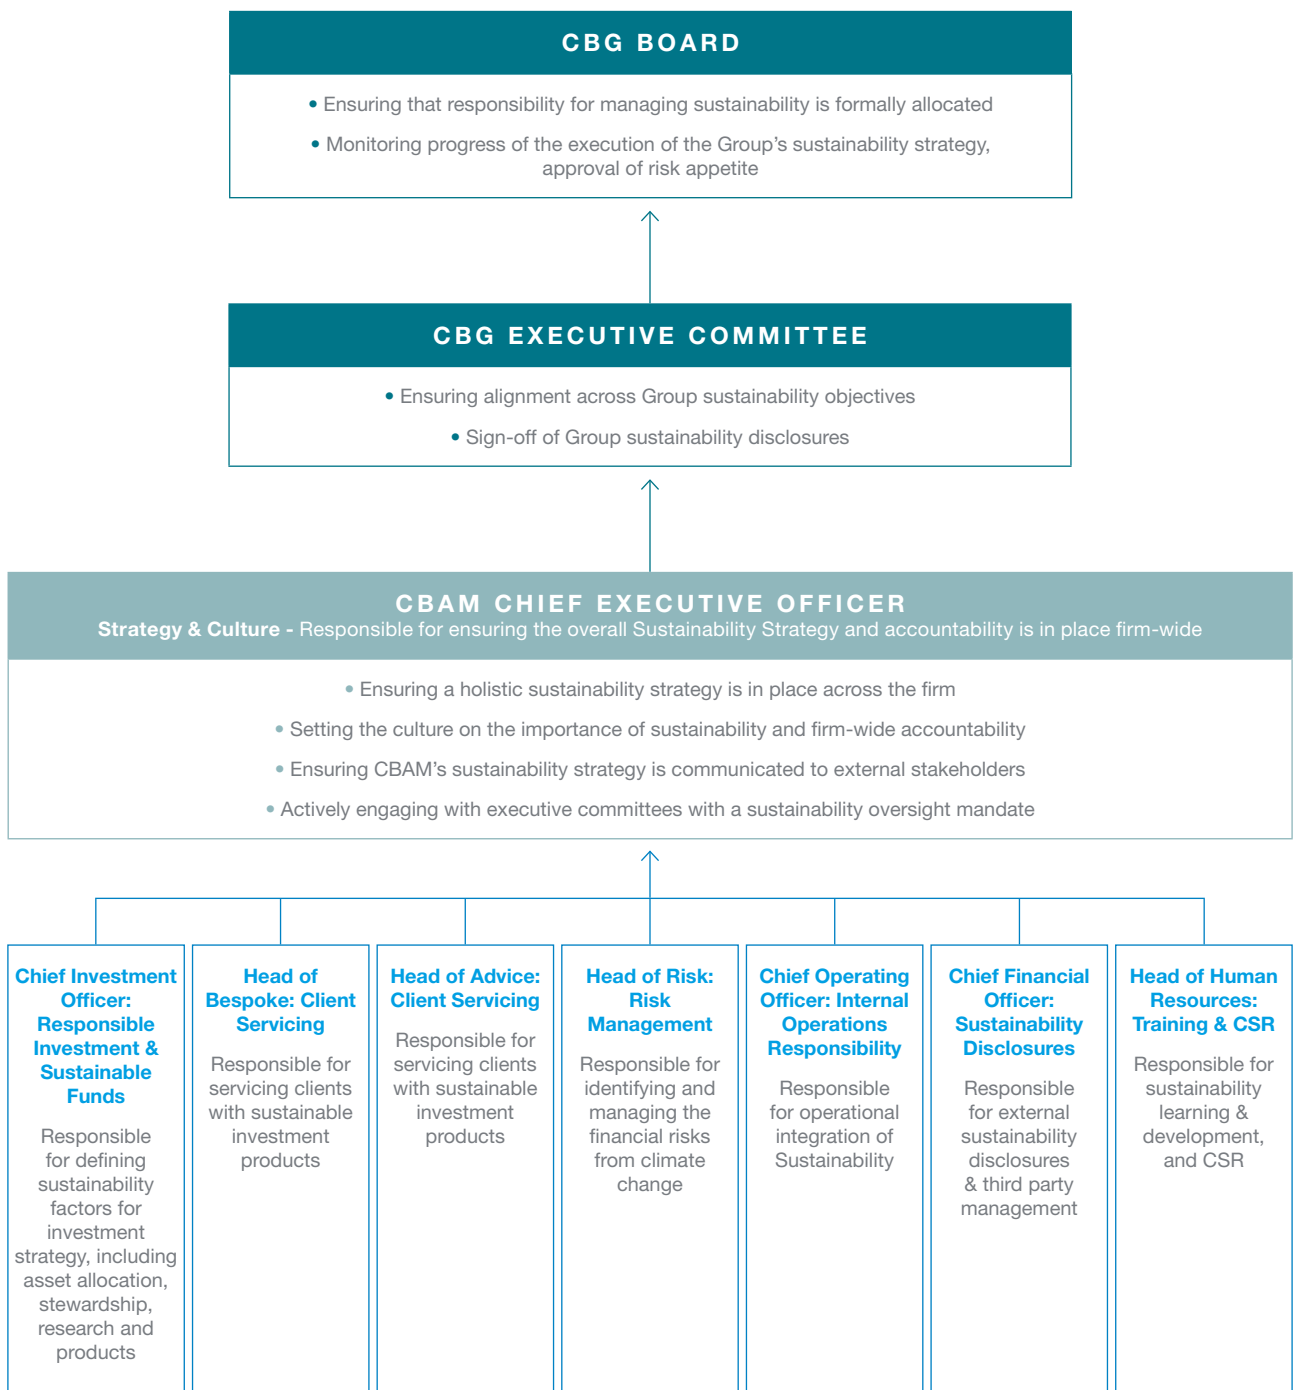 CBG BOARD
• Ensuring that responsibility for managing sustainability is formally allocated
• Monitoring progress of the execution of the Group’s sustainability strategy,
approval of risk appetite
CBG EXECUTIVE COMMITTEE
• Ensuring alignment across Group sustainability objectives
• Sign-off of Group sustainability disclosures
CBAM CHIEF EXECUTIVE OFFICER
Strategy & Culture - Responsible for ensuring the overall Sustainability Strategy and accountability is in place firm-wide
• Ensuring a holistic sustainability strategy is in place across the firm
• Setting the culture on the importance of sustainability and firm-wide accountability
• Ensuring CBAM’s sustainability strategy is communicated to external stakeholders
• Actively engaging with executive committees with a sustainability oversight mandate
Chief Investment
Officer:
Responsible
Investment &
Sustainable
Funds
Responsible
for defining
sustainability
factors for
investment
strategy, including
asset allocation,
stewardship,
research and
products
Head of
Bespoke: Client
Servicing
Responsible for
servicing clients
with sustainable
investment
products
Head of Advice:
Client Servicing
Responsible for
servicing clients
with sustainable
investment
products
Head of Risk:
Risk
Management
Responsible for
identifying and
managing the
financial risks
from climate
change
Chief Operating
Officer: Internal
Operations
Responsibility
Responsible
for operational
integration of
Sustainability
Chief Financial
Officer:
Sustainability
Disclosures
Responsible
for external
sustainability
disclosures
& third party
management
Head of Human
Resources:
Training & CSR
Responsible for
sustainability
learning &
development,
and CSR